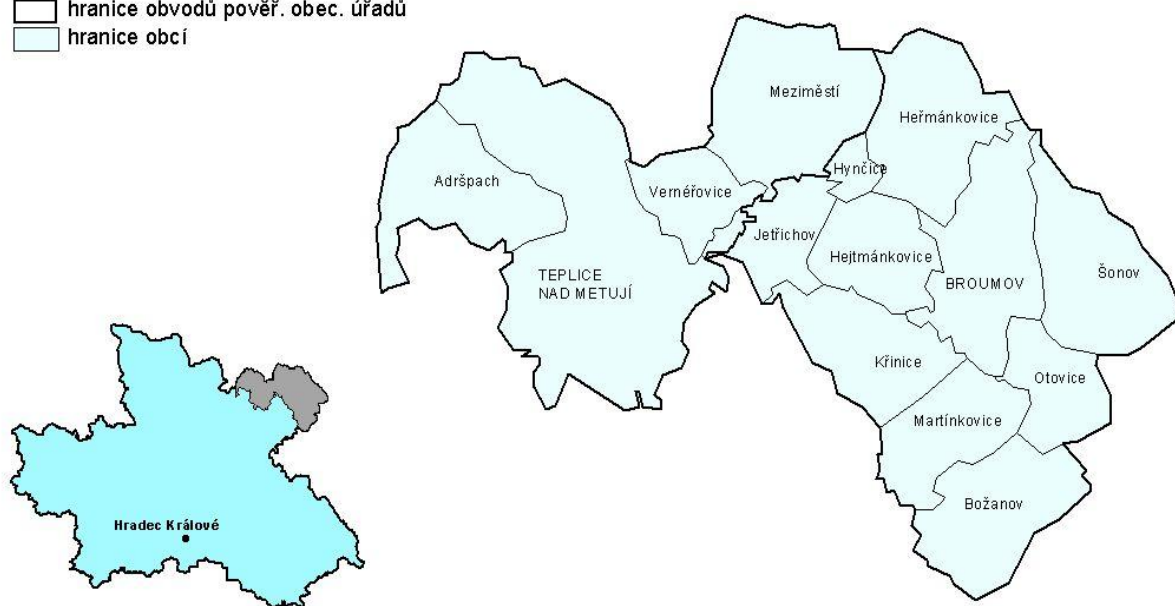 hranice obvodů pověř. obec. úřadů
hranice obcí
Meziměstí
Heřmánkovice
Adršpach
Vernéřovice
Hynčice
Jetřichov
Hejtmánkovice
TEPLICE
NAD METUJÍ
BROUMOV
Šonov
Křinice
Otovice
Martínkovice
Božanov
Hradec Králové